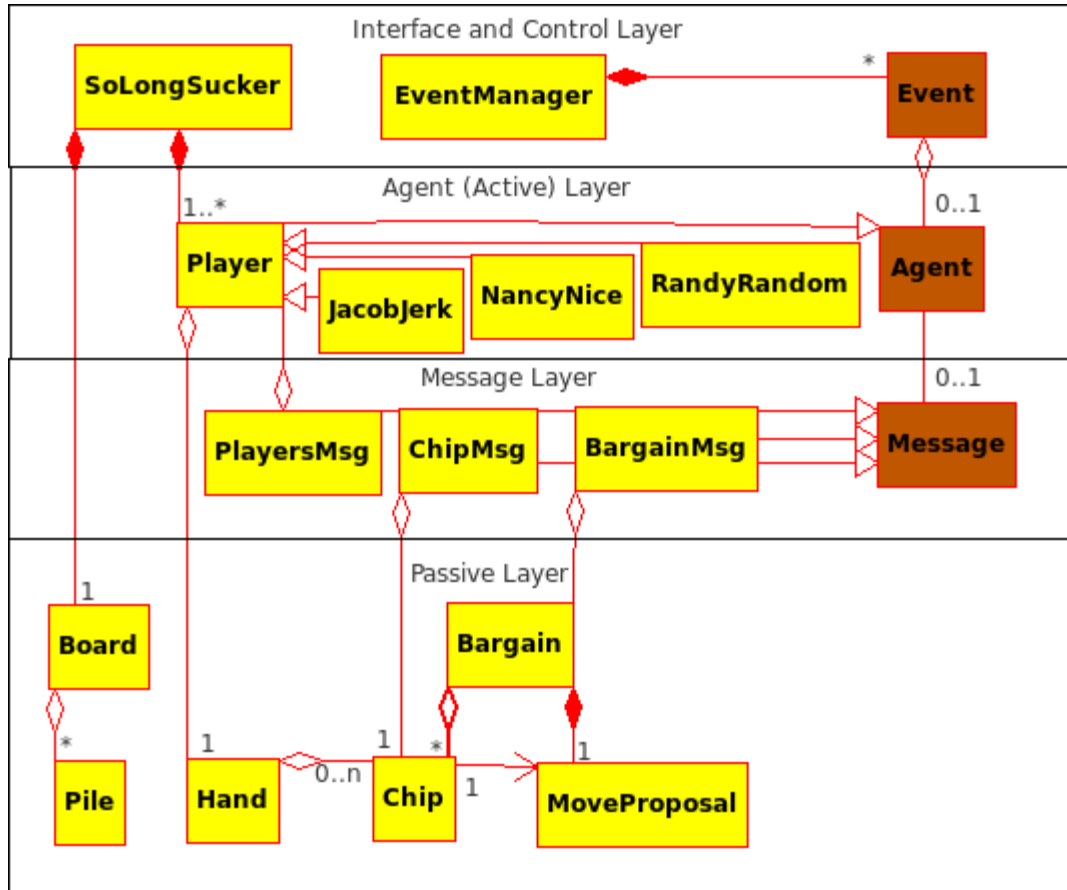 Interface and Control Layer
SoLongSucker
EventManager
*
Event
Agent (Active) Layer
1..*
0..1
Player
JacobJerk
NancyNice
RandyRandom
Agent
Message Layer
0..1
PlayersMsg
ChipMsg
BargainMsg
Message
Passive Layer
1
Board
Bargain
*
1
0..n
1
*
1
1
Pile
Hand
Chip
MoveProposal